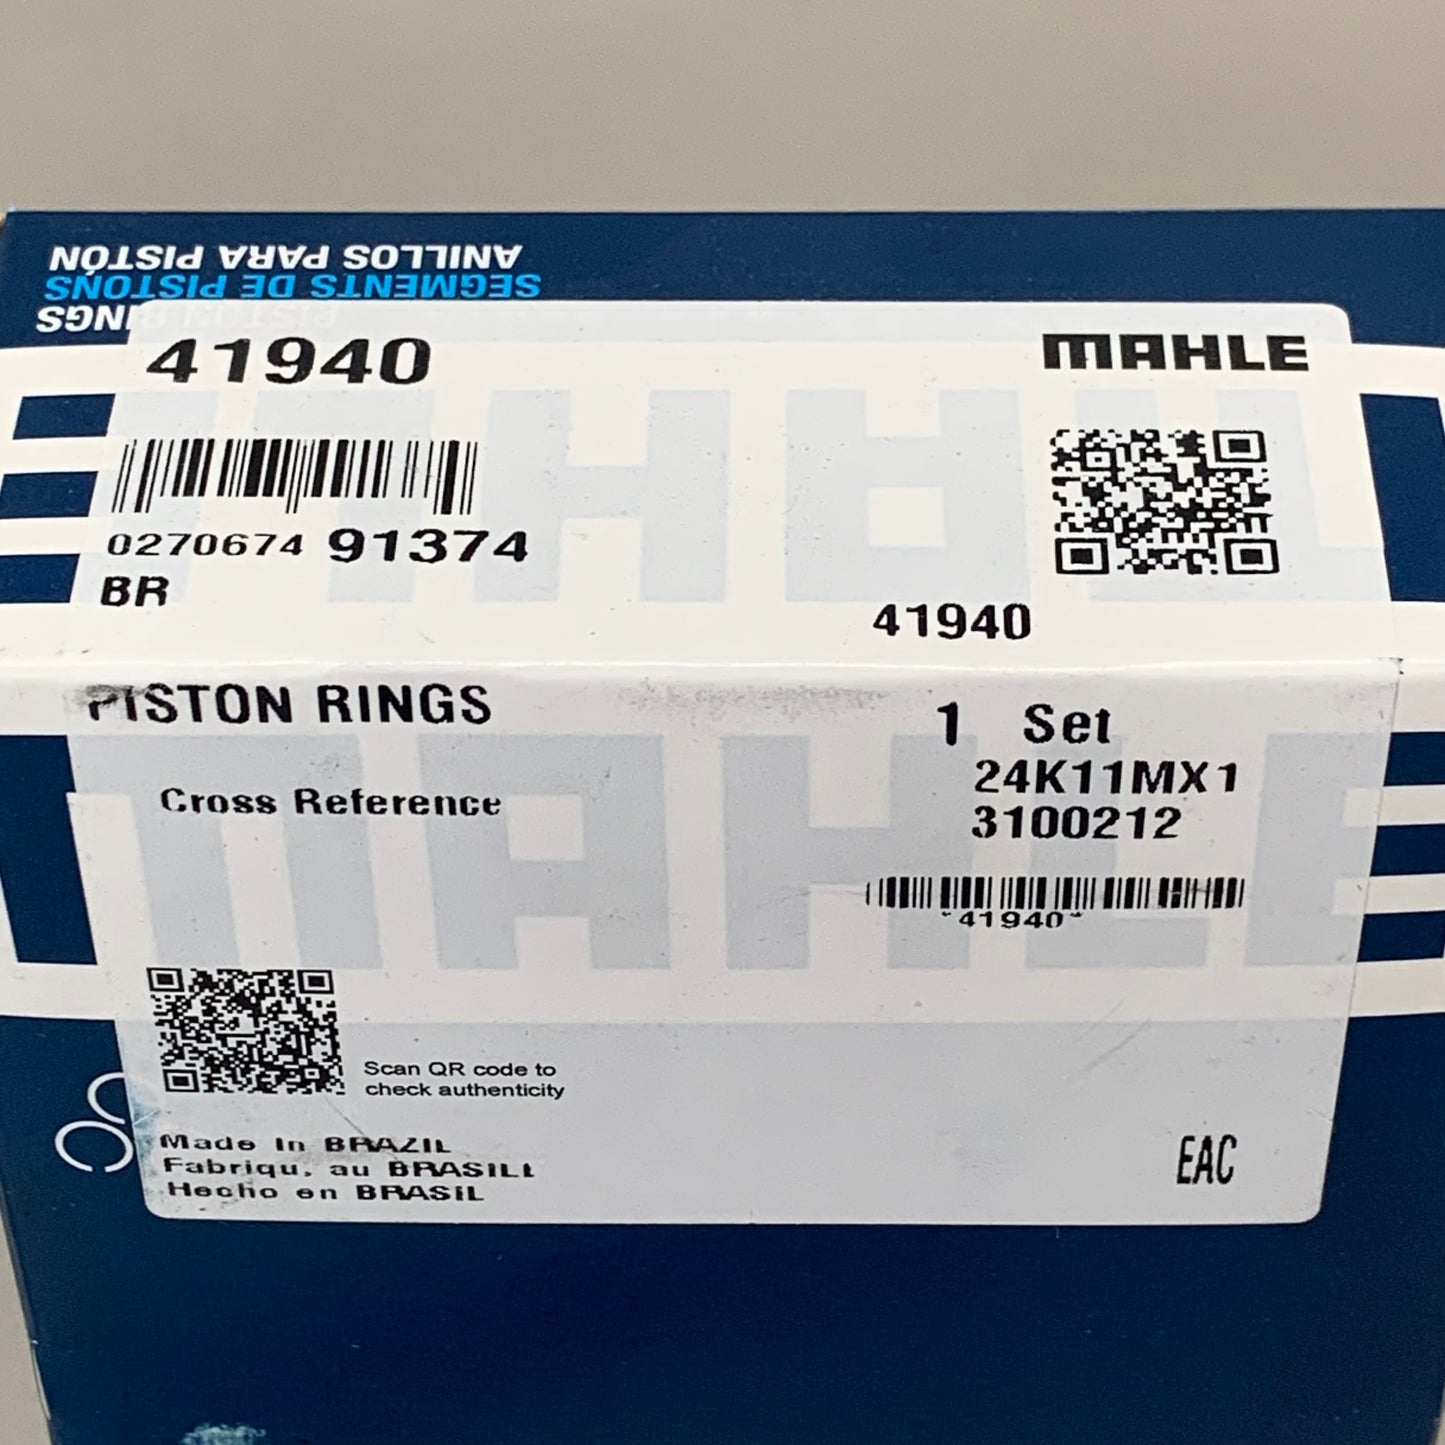 ANILLOS PARA PISTÓN
SEGMENTS DE PISTONS
PISTON RINGS
41940
MAHLE
0270674 91374
BR
41940
PISTON RINGS
1 Set
24K11MX1
3100212
Cross Reference
*41940*
Scan QR code to
check authenticity
Made In BRAZIL
Fabriqu. au BRASILL
Hecho en BRASIL
EAC
MAHLE